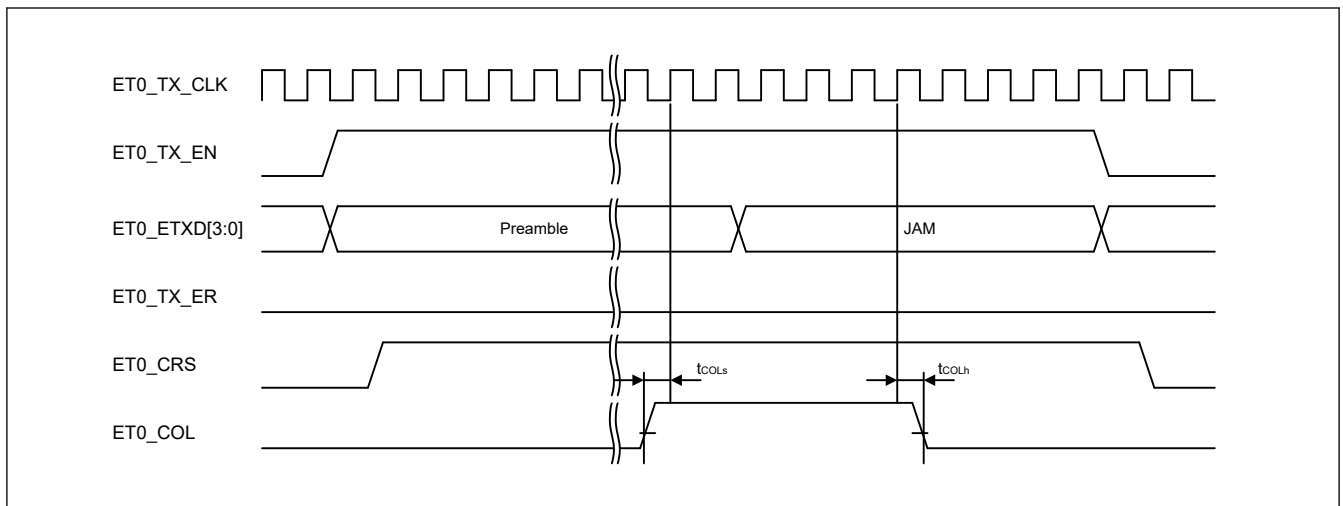 ET0_TX_CLK
ET0_TX_EN
ET0_ETXD[3:0]
Preamble
JAM
ET0_TX_ER
ET0_CRS
tCOLs
tCOLh
ET0_COL